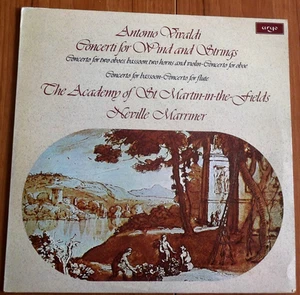 argo
Antonio Vivaldi
Concerti for Wind and Strings
Concerto for two oboes bassoon two horns and violin-Concerto for oboe
Concerto for bassoon-Concerto for flute
The Academy of St Martin-in-the-Fields
Neville Marriner